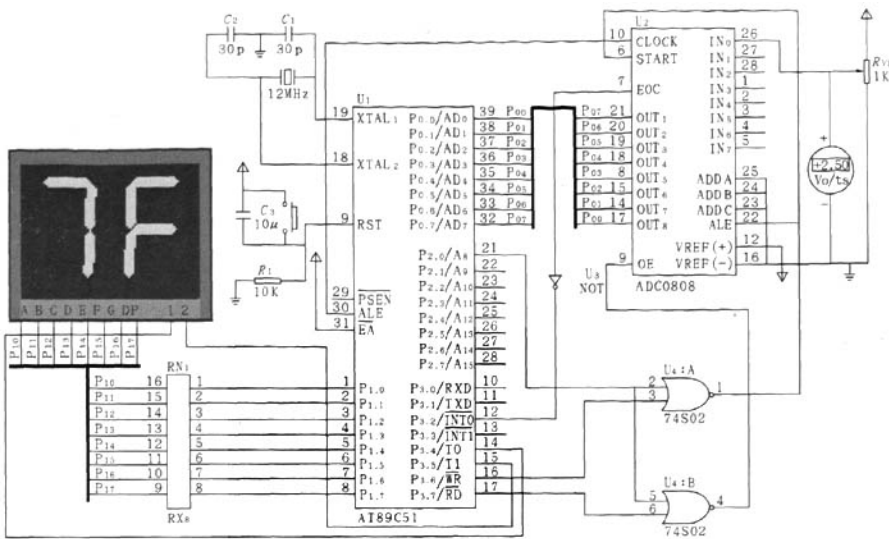 C2
C1
30p
30p
12MHz
19
XTAL1
18
XTAL2
C3
10μ
R1
10K
9
RST
29
PSEN
30
ALE
31
EA
U1
P0.0/AD0
39
P00
P0.1/AD1
38
P01
P0.2/AD2
37
P02
P0.3/AD3
36
P03
P0.4/AD4
35
P04
P0.5/AD5
34
P05
P0.6/AD6
33
P06
P0.7/AD7
32
P07
P2.0/A8
21
P2.1/A9
22
P2.2/A10
23
P2.3/A11
24
P2.4/A12
25
P2.5/A13
26
P2.6/A14
27
P2.7/A15
28
P3.0/RXD
10
P3.1/TXD
11
P3.2/INT0
12
P3.3/INT1
13
P3.4/T0
14
P3.5/T1
15
P3.6/WR
16
P3.7/RD
17
1
P1.0
2
P1.1
3
P1.2
4
P1.3
5
P1.4
6
P1.5
7
P1.6
8
P1.7
AT89C51
7F
A B C D E F G DP
12
P10
P11
P12
P13
P14
P15
P16
P17
RN1
P10 16 1
P11 15 2
P12 14 3
P13 13 4
P14 12 5
P15 11 6
P16 10 7
P17 9 8
RX8
U2
10
CLOCK
6
START
7
EOC
P07
21
OUT1
P06
20
OUT2
P05
19
OUT3
P04
18
OUT4
P03
8
OUT5
P02
15
OUT6
P01
14
OUT7
P00
17
OUT8
9
OE
IN0
26
IN1
27
IN2
28
IN3
1
IN4
2
IN5
3
IN6
4
IN7
5
ADD A
25
ADD B
24
ADD C
23
ALE
22
VREF(+)
12
VREF(-)
16
ADC0808
U3
NOT
1K
+
+2.50
Vo/ts
−
U4:A
2
3
1
74S02
U4:B
5
6
4
74S02